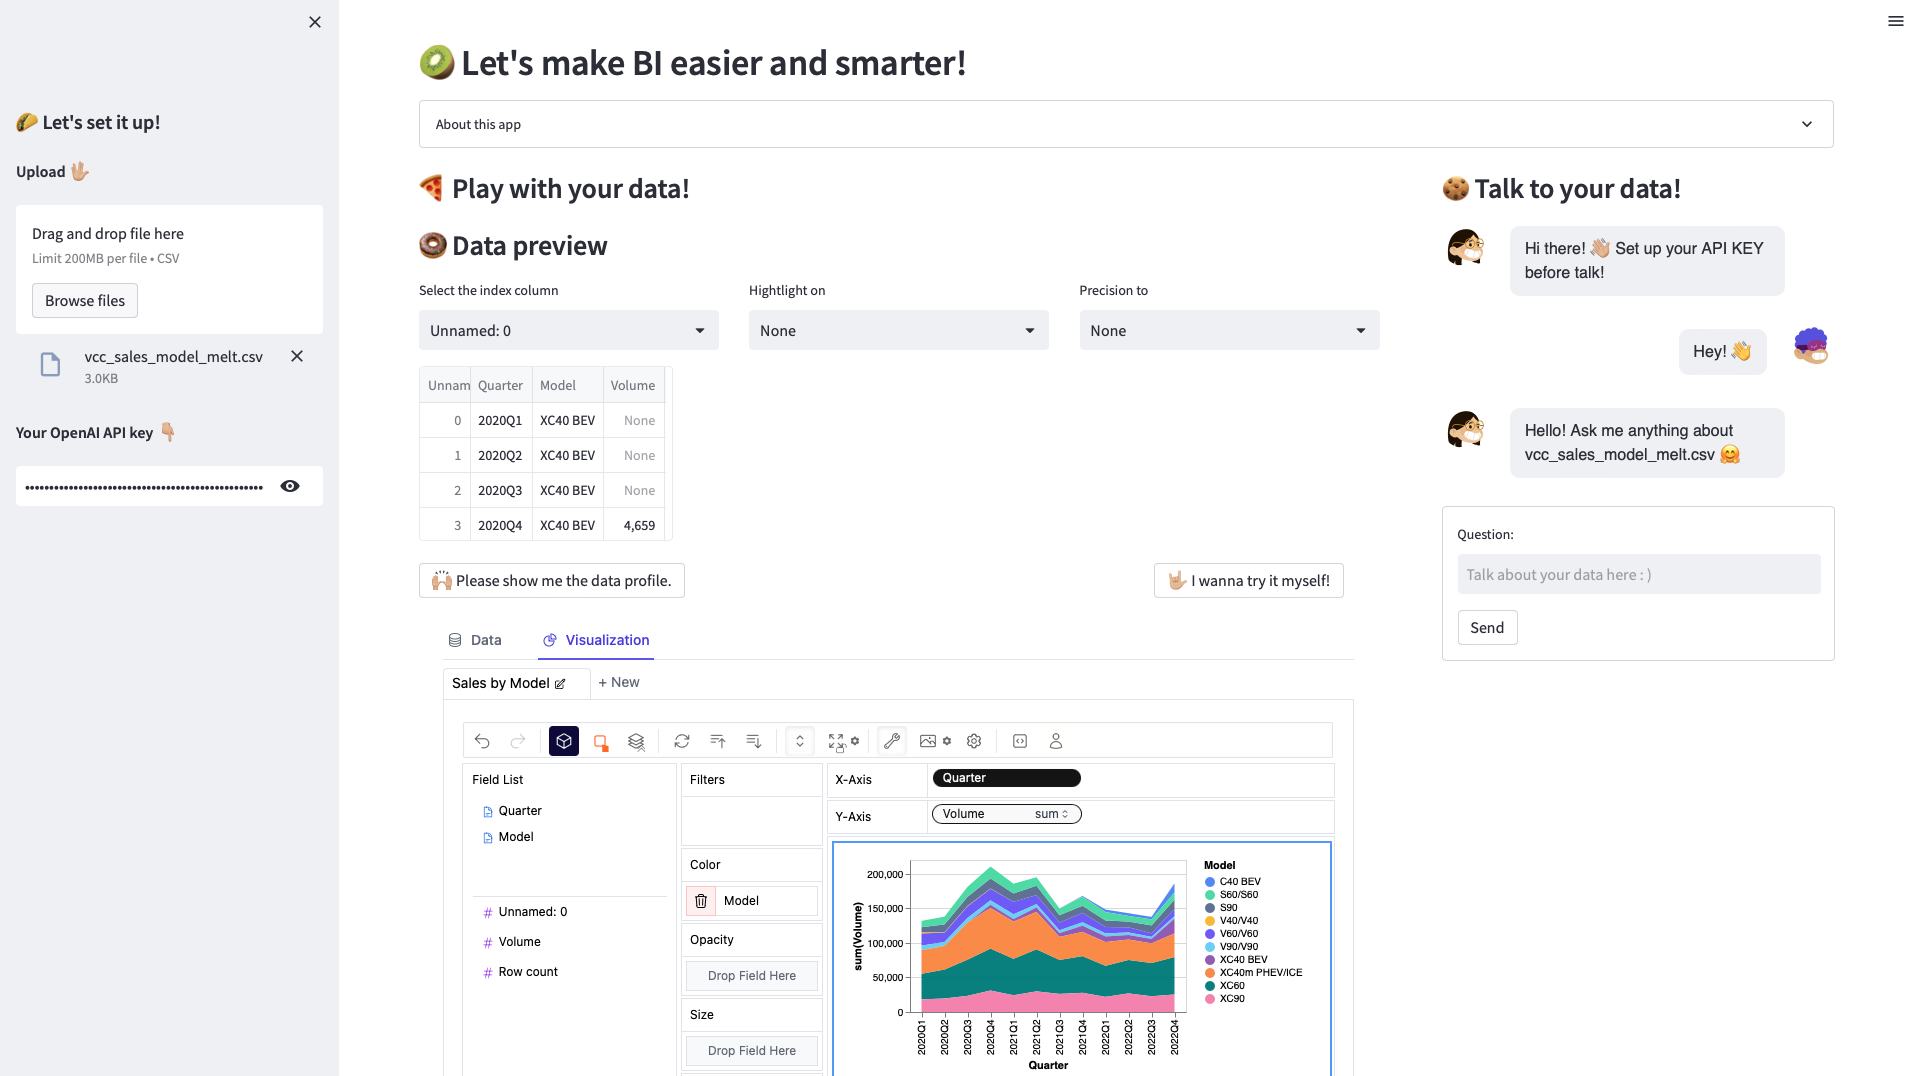 Let's set it up!
Upload
Drag and drop file here
Limit 200MB per file • CSV
Browse files
vcc_sales_model_melt.csv
3.0KB
Your OpenAI API key
Let's make BI easier and smarter!
About this app
Play with your data!
Data preview
Select the index column
Hightlight on
Precision to
Unnamed: 0
None
None
Unnam Quarter Model Volume
0 2020Q1 XC40 BEV None
1 2020Q2 XC40 BEV None
2 2020Q3 XC40 BEV None
3 2020Q4 XC40 BEV 4,659
Please show me the data profile.
I wanna try it myself!
Data
Visualization
Sales by Model
+ New
Field List
Quarter
Model
# Unnamed: 0
# Volume
# Row count
Filters
Color
Model
Opacity
Drop Field Here
Size
Drop Field Here
X-Axis
Quarter
Y-Axis
Volume sum
sum(Volume)
200,000
150,000
100,000
50,000
0
2020Q1
2020Q2
2020Q3
2020Q4
2021Q1
2021Q2
2021Q3
2021Q4
2022Q1
2022Q2
2022Q3
2022Q4
Quarter
Model
C40 BEV
S60/S60
S90
V40/V40
V60/V60
V90/V90
XC40 BEV
XC40m PHEV/ICE
XC60
XC90
Talk to your data!
Hi there! Set up your API KEY
before talk!
Hey!
Hello! Ask me anything about
vcc_sales_model_melt.csv
Question:
Talk about your data here : )
Send